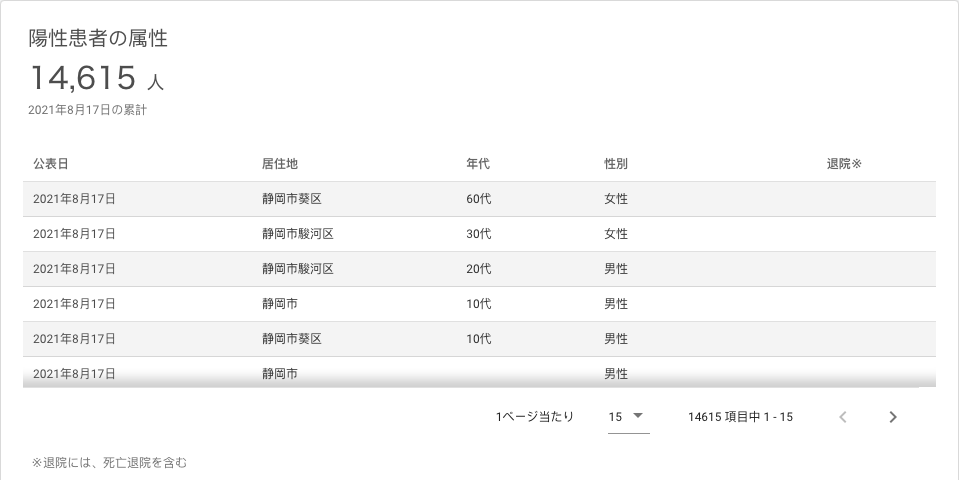 陽性患者の属性
14,615 人
2021年8月17日の累計
公表日 居住地 年代 性別 退院※
2021年8月17日 静岡市葵区 60代 女性
2021年8月17日 静岡市駿河区 30代 女性
2021年8月17日 静岡市駿河区 20代 男性
2021年8月17日 静岡市 10代 男性
2021年8月17日 静岡市葵区 10代 男性
2021年8月17日 静岡市 男性
1ページ当たり 15 14615 項目中 1 - 15
※退院には、死亡退院を含む